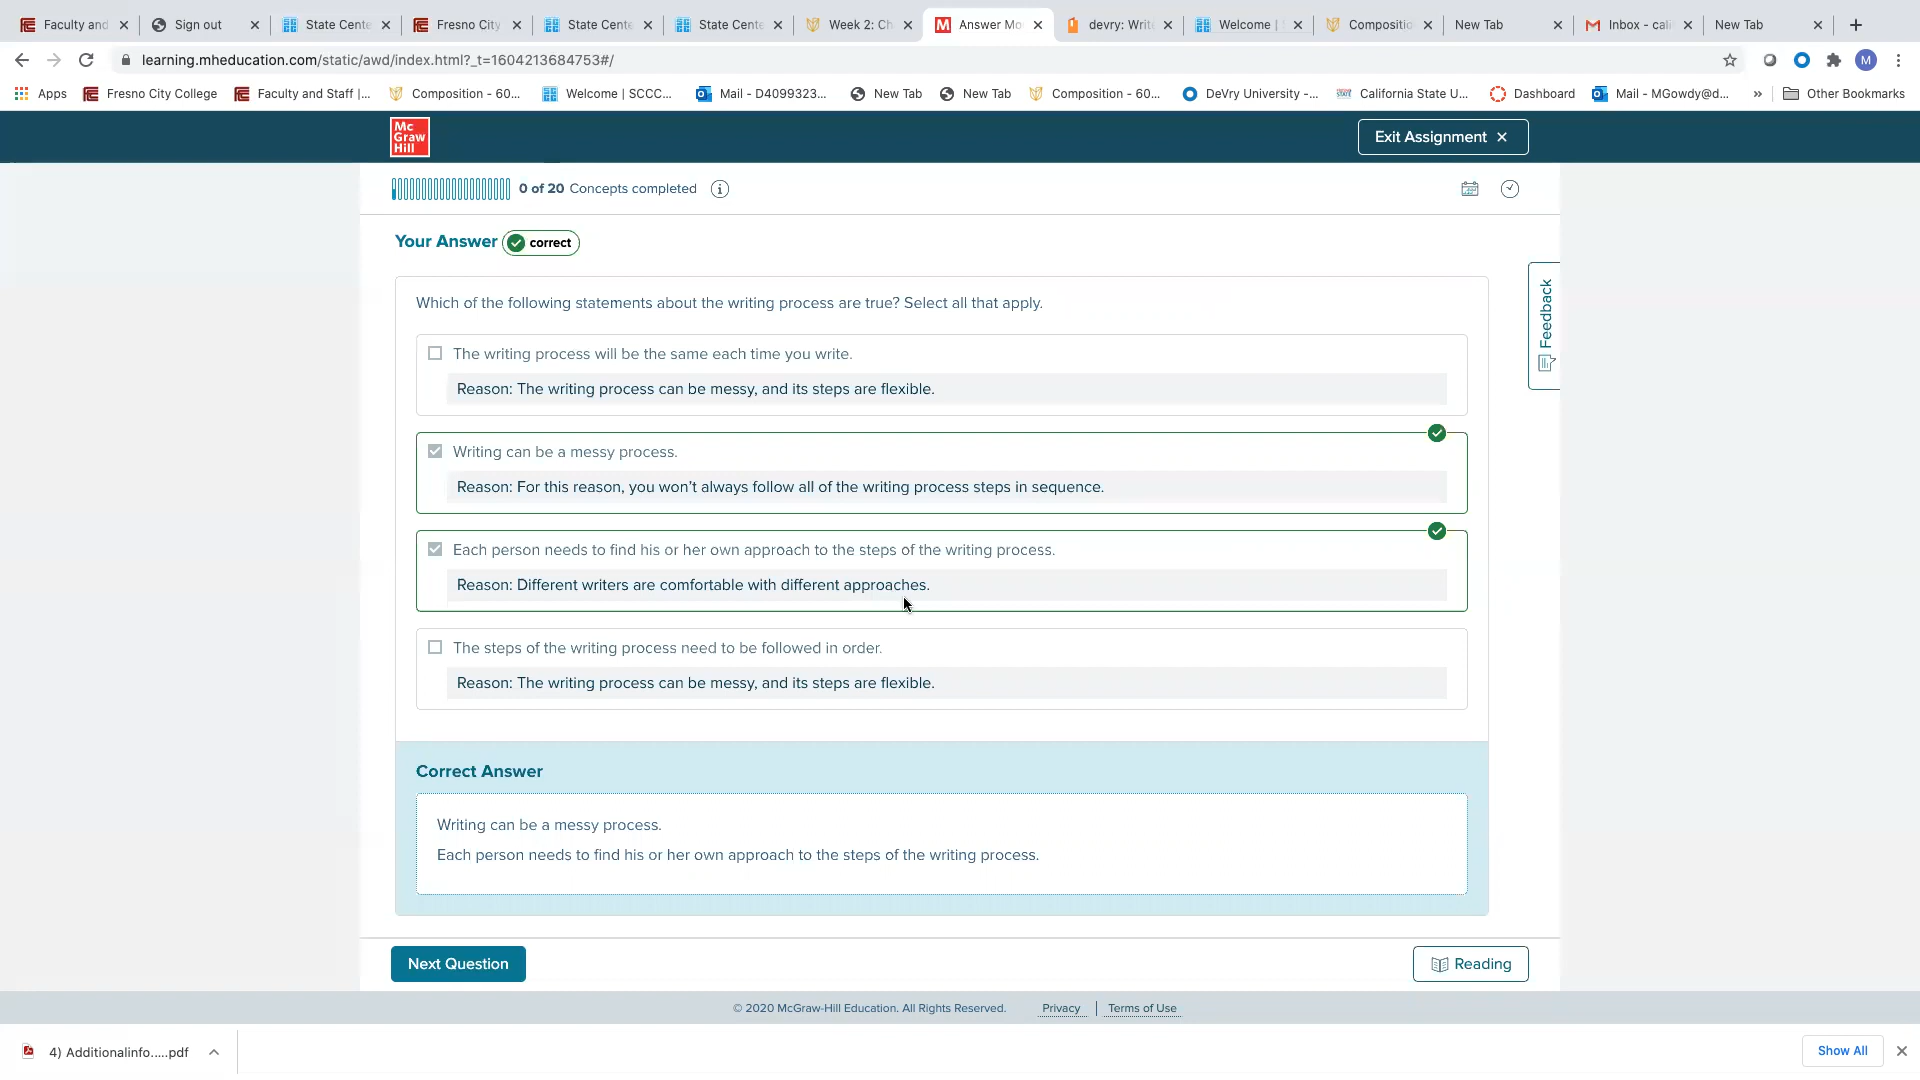 Faculty and
Sign out
State Cente
Fresno City
State Cente
State Cente
Week 2: Ch
Answer Mo
devry: Write
Welcome |
Compositio
New Tab
Inbox - cali
New Tab
learning.mheducation.com/static/awd/index.html?_t=1604213684753#/
M
Apps
Fresno City College
Faculty and Staff |...
Composition - 60...
Welcome | SCCC...
Mail - D4099323...
New Tab
New Tab
Composition - 60...
DeVry University -...
California State U...
Dashboard
Mail - MGowdy@d...
»
Other Bookmarks
Mc
Graw
Hill
Exit Assignment ×
0 of 20 Concepts completed
Your Answer correct
Feedback
Which of the following statements about the writing process are true? Select all that apply.
The writing process will be the same each time you write.
Reason: The writing process can be messy, and its steps are flexible.
Writing can be a messy process.
Reason: For this reason, you won’t always follow all of the writing process steps in sequence.
Each person needs to find his or her own approach to the steps of the writing process.
Reason: Different writers are comfortable with different approaches.
The steps of the writing process need to be followed in order.
Reason: The writing process can be messy, and its steps are flexible.
Correct Answer
Writing can be a messy process.
Each person needs to find his or her own approach to the steps of the writing process.
Next Question
Reading
© 2020 McGraw-Hill Education. All Rights Reserved. Privacy | Terms of Use
4) Additionalinfo.....pdf
Show All